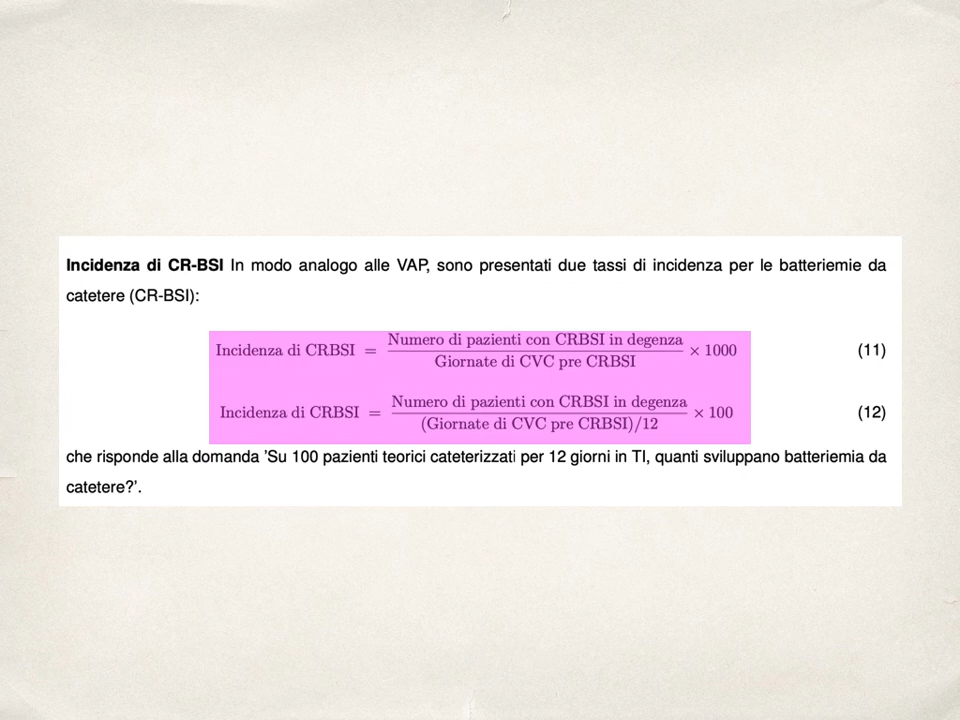 Incidenza di CR-BSI In modo analogo alle VAP, sono presentati due tassi di incidenza per le batteriemie da
catetere (CR-BSI):
Incidenza di CRBSI = Numero di pazienti con CRBSI in degenza / Giornate di CVC pre CRBSI × 1000 (11)
Incidenza di CRBSI = Numero di pazienti con CRBSI in degenza / (Giornate di CVC pre CRBSI)/12 × 100 (12)
che risponde alla domanda 'Su 100 pazienti teorici cateterizzati per 12 giorni in TI, quanti sviluppano batteriemia da
catetere?'.